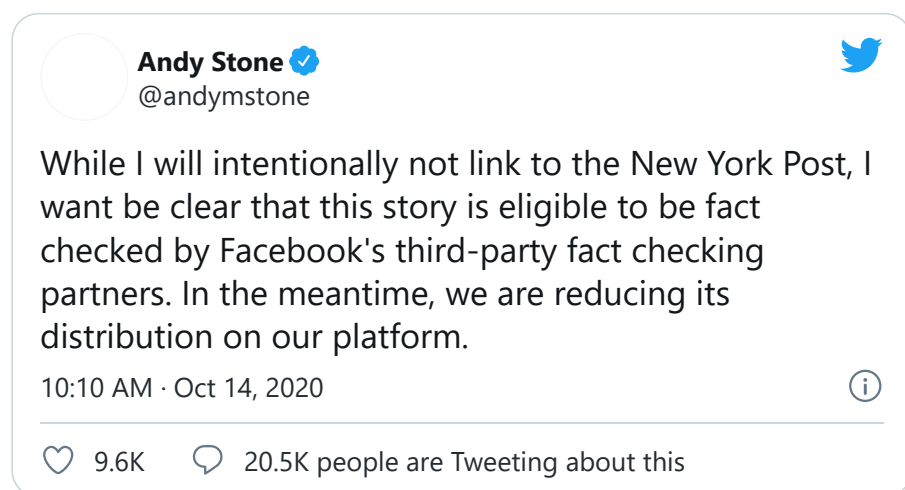 Andy Stone
@andymstone
While I will intentionally not link to the New York Post, I
want be clear that this story is eligible to be fact
checked by Facebook's third-party fact checking
partners. In the meantime, we are reducing its
distribution on our platform.
10:10 AM · Oct 14, 2020
9.6K 20.5K people are Tweeting about this